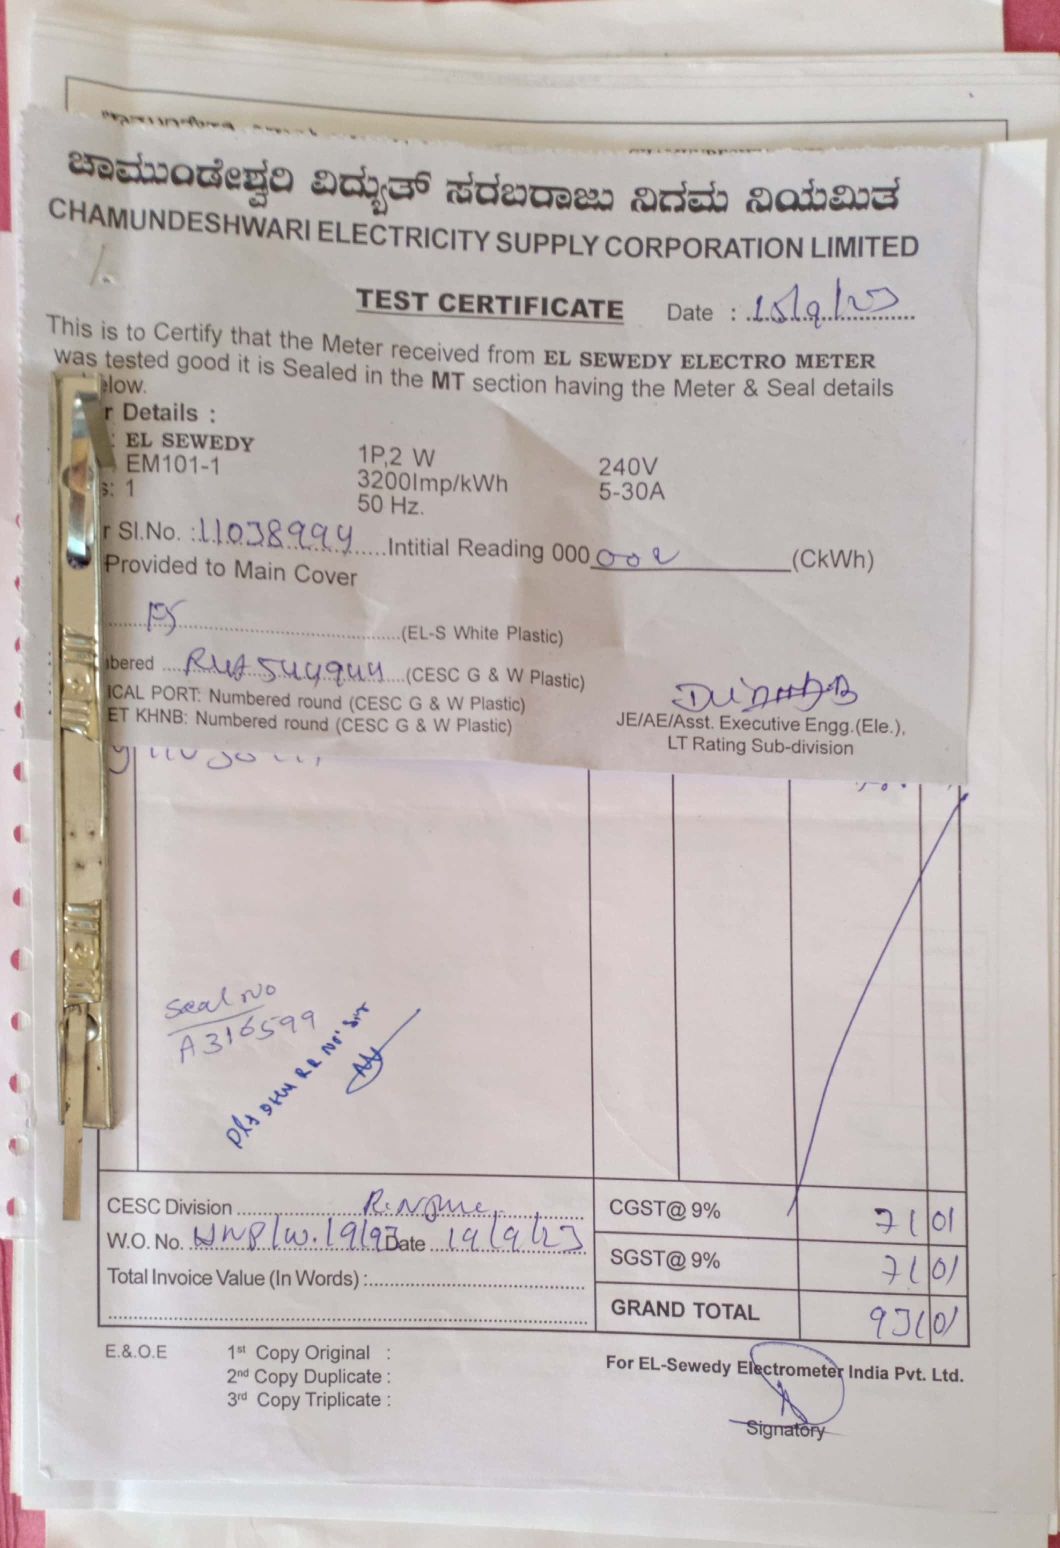 ಚಾಮುಂಡೇಶ್ವರಿ ವಿದ್ಯುತ್ ಸರಬರಾಜು ನಿಗಮ ನಿಯಮಿತ
CHAMUNDESHWARI ELECTRICITY SUPPLY CORPORATION LIMITED
TEST CERTIFICATE Date : 15/9/23
This is to Certify that the Meter received from EL SEWEDY ELECTRO METER
was tested good it is Sealed in the MT section having the Meter & Seal details
below.
r Details :
: EL SEWEDY 1P,2 W 240V
EM101-1 3200Imp/kWh 5-30A
s: 1 50 Hz.
r Sl.No. : 11038994 Intitial Reading 000 002 (CkWh)
Provided to Main Cover
(EL-S White Plastic)
bered (CESC G & W Plastic)
ICAL PORT: Numbered round (CESC G & W Plastic)
ET KHNB: Numbered round (CESC G & W Plastic)
JE/AE/Asst. Executive Engg.(Ele.),
LT Rating Sub-division
Seal No
A316599
CESC Division
CGST@ 9% 71 01
W.O. No. Date 19/9/23
SGST@ 9% 71 01
Total Invoice Value (In Words) :
GRAND TOTAL 931 01
E.&.O.E 1st Copy Original :
2nd Copy Duplicate :
3rd Copy Triplicate :
For EL-Sewedy Electrometer India Pvt. Ltd.
Signatory